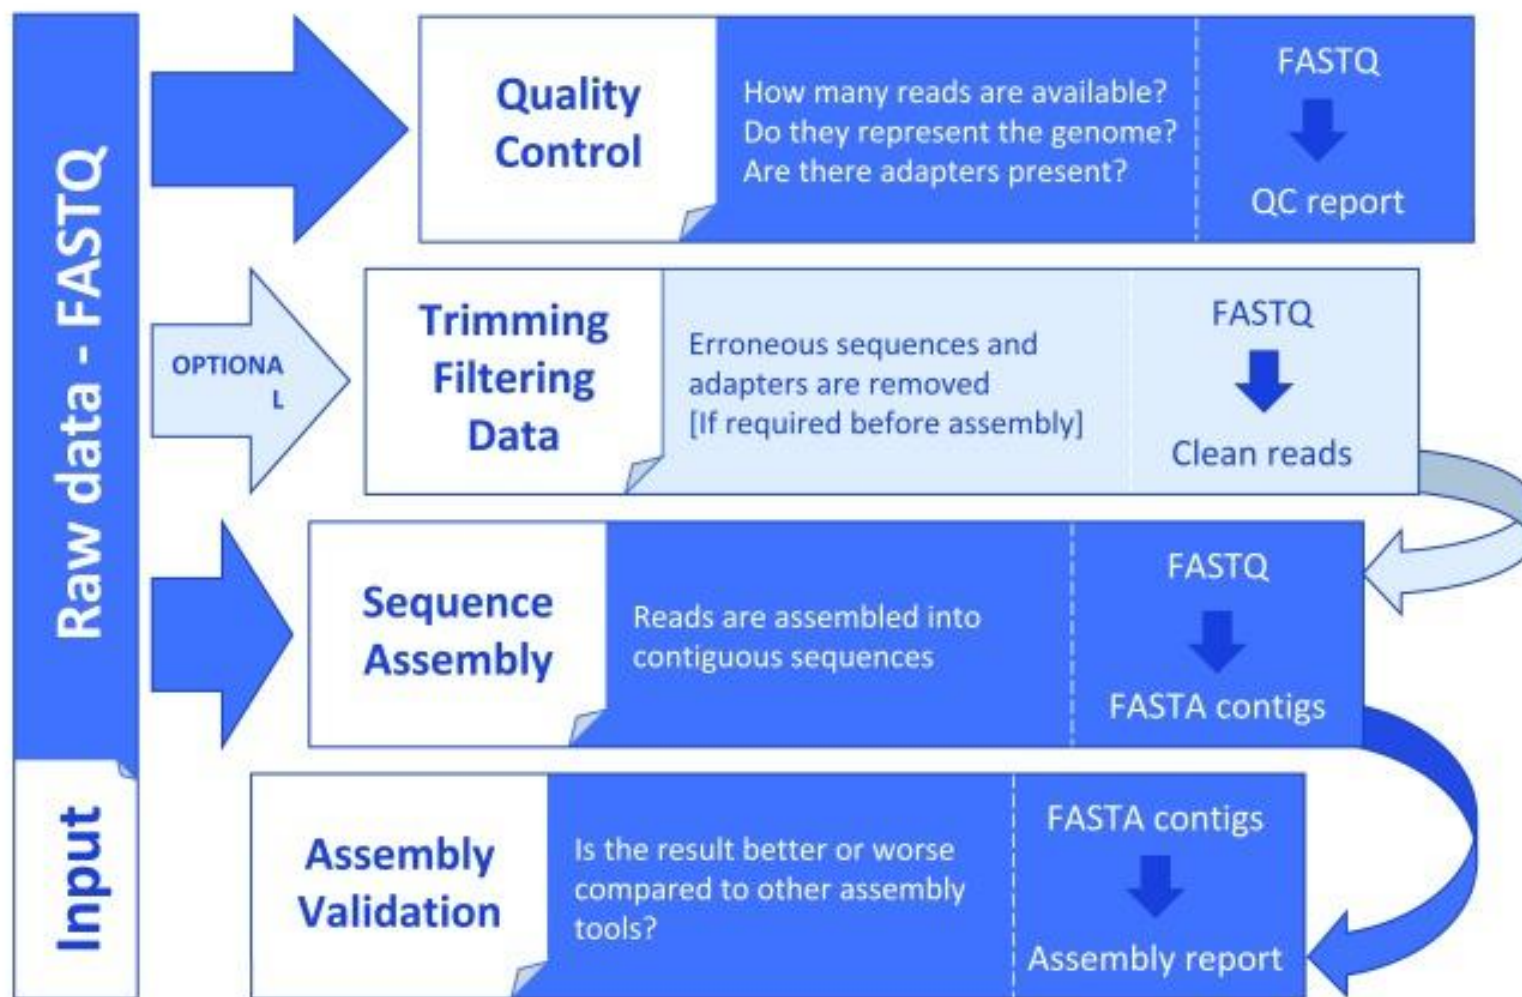 Raw data - FASTQ
Input
Quality
Control
How many reads are available?
Do they represent the genome?
Are there adapters present?
FASTQ
QC report
OPTIONA
L
Trimming
Filtering
Data
Erroneous sequences and
adapters are removed
[If required before assembly]
FASTQ
Clean reads
Sequence
Assembly
Reads are assembled into
contiguous sequences
FASTQ
FASTA contigs
Assembly
Validation
Is the result better or worse
compared to other assembly
tools?
FASTA contigs
Assembly report